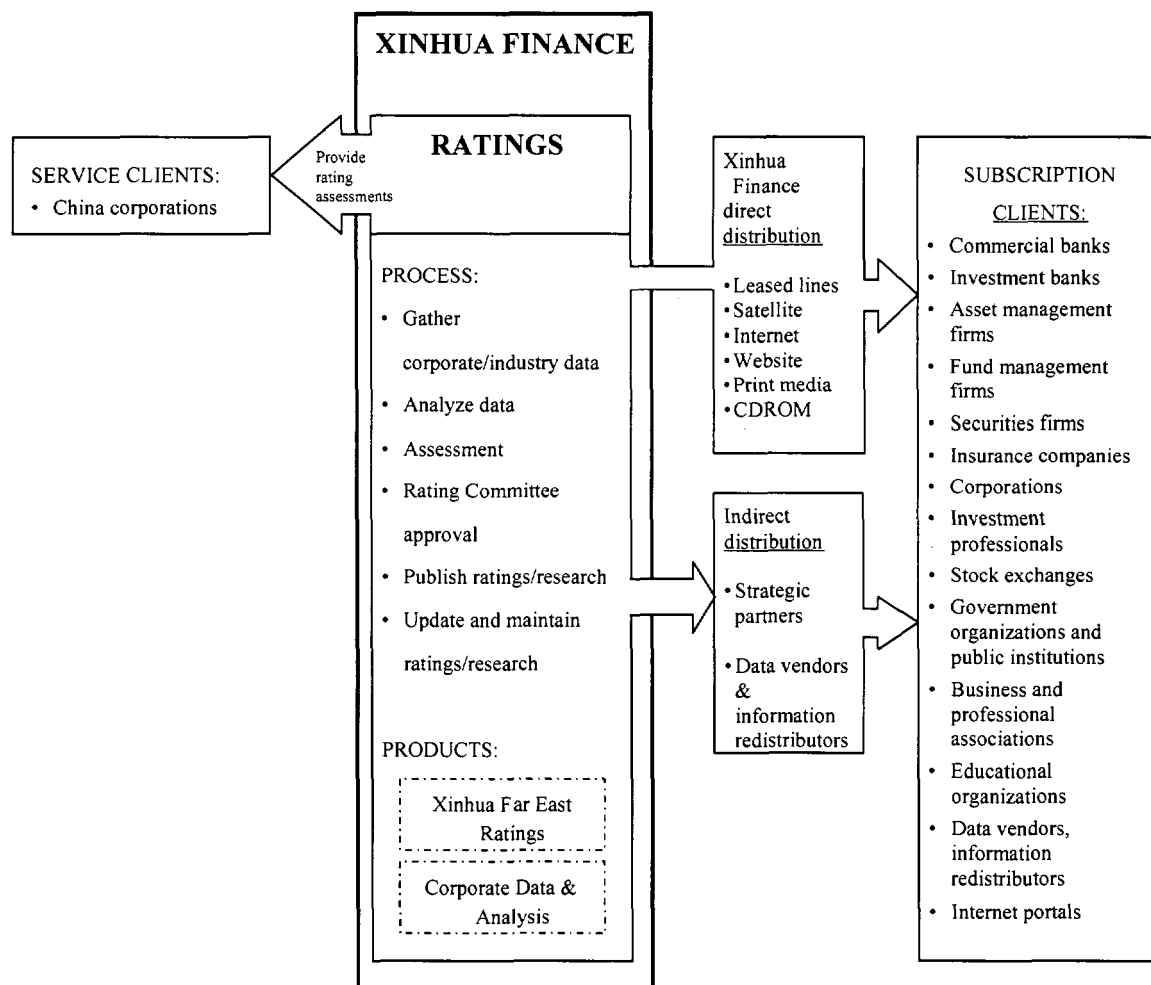 XINHUA FINANCE
RATINGS
Provide
rating
assessments
SERVICE CLIENTS:
• China corporations
PROCESS:
• Gather
corporate/industry data
• Analyze data
• Assessment
• Rating Committee
approval
• Publish ratings/research
• Update and maintain
ratings/research
PRODUCTS:
Xinhua Far East
Ratings
Corporate Data &
Analysis
Xinhua
Finance
direct
distribution
• Leased lines
• Satellite
• Internet
• Website
• Print media
• CDROM
Indirect
distribution
• Strategic
partners
• Data vendors
&
information
redistributors
SUBSCRIPTION
CLIENTS:
• Commercial banks
• Investment banks
• Asset management
firms
• Fund management
firms
• Securities firms
• Insurance companies
• Corporations
• Investment
professionals
• Stock exchanges
• Government
organizations and
public institutions
• Business and
professional
associations
• Educational
organizations
• Data vendors,
information
redistributors
• Internet portals